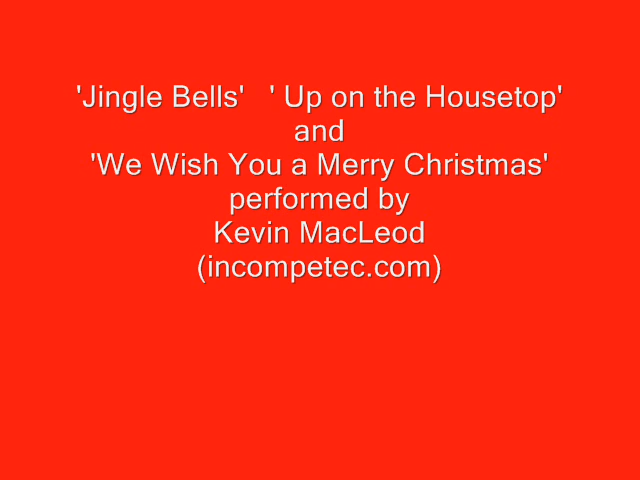 'Jingle Bells'   ' Up on the Housetop'
and
'We Wish You a Merry Christmas'
performed by
Kevin MacLeod
(incompetec.com)